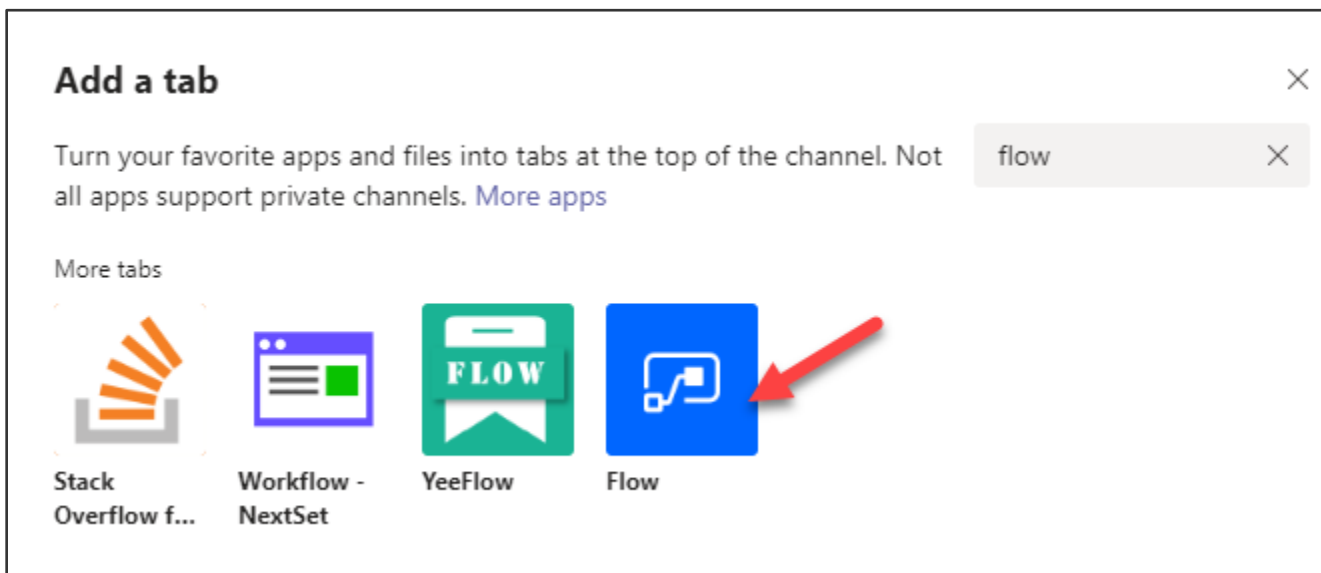 Add a tab
Turn your favorite apps and files into tabs at the top of the channel. Not
all apps support private channels. More apps
flow
More tabs
FLOW
Stack
Overflow f...
Workflow -
NextSet
YeeFlow
Flow